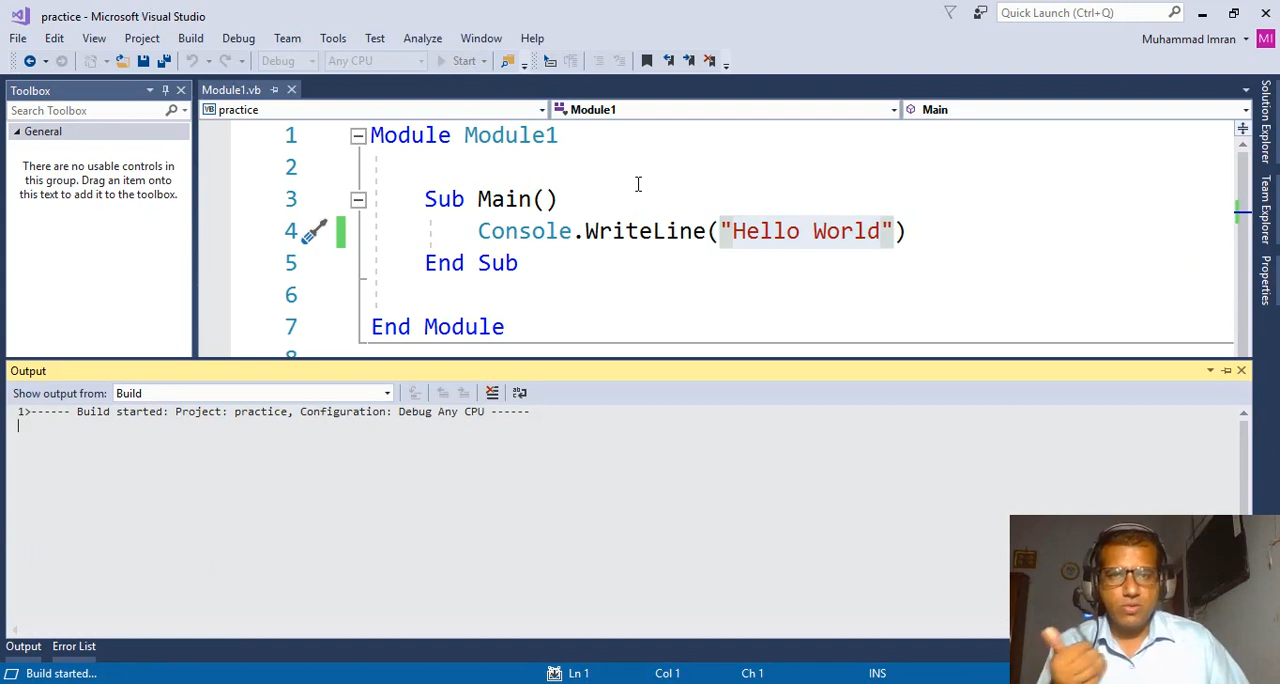 practice - Microsoft Visual Studio
Quick Launch (Ctrl+Q)
File Edit View Project Build Debug Team Tools Test Analyze Window Help
Muhammad Imran MI
Debug Any CPU Start
Toolbox
Module1.vb
Search Toolbox
practice
Module1
Main
General
There are no usable controls in
this group. Drag an item onto
this text to add it to the toolbox.
1 Module Module1
2
3 Sub Main()
4 Console.WriteLine("Hello World")
5 End Sub
6
7 End Module
8
Solution Explorer
Team Explorer
Properties
Output
Show output from: Build
1>------ Build started: Project: practice, Configuration: Debug Any CPU ------
Output Error List
Build started... Ln 1 Col 1 Ch 1 INS